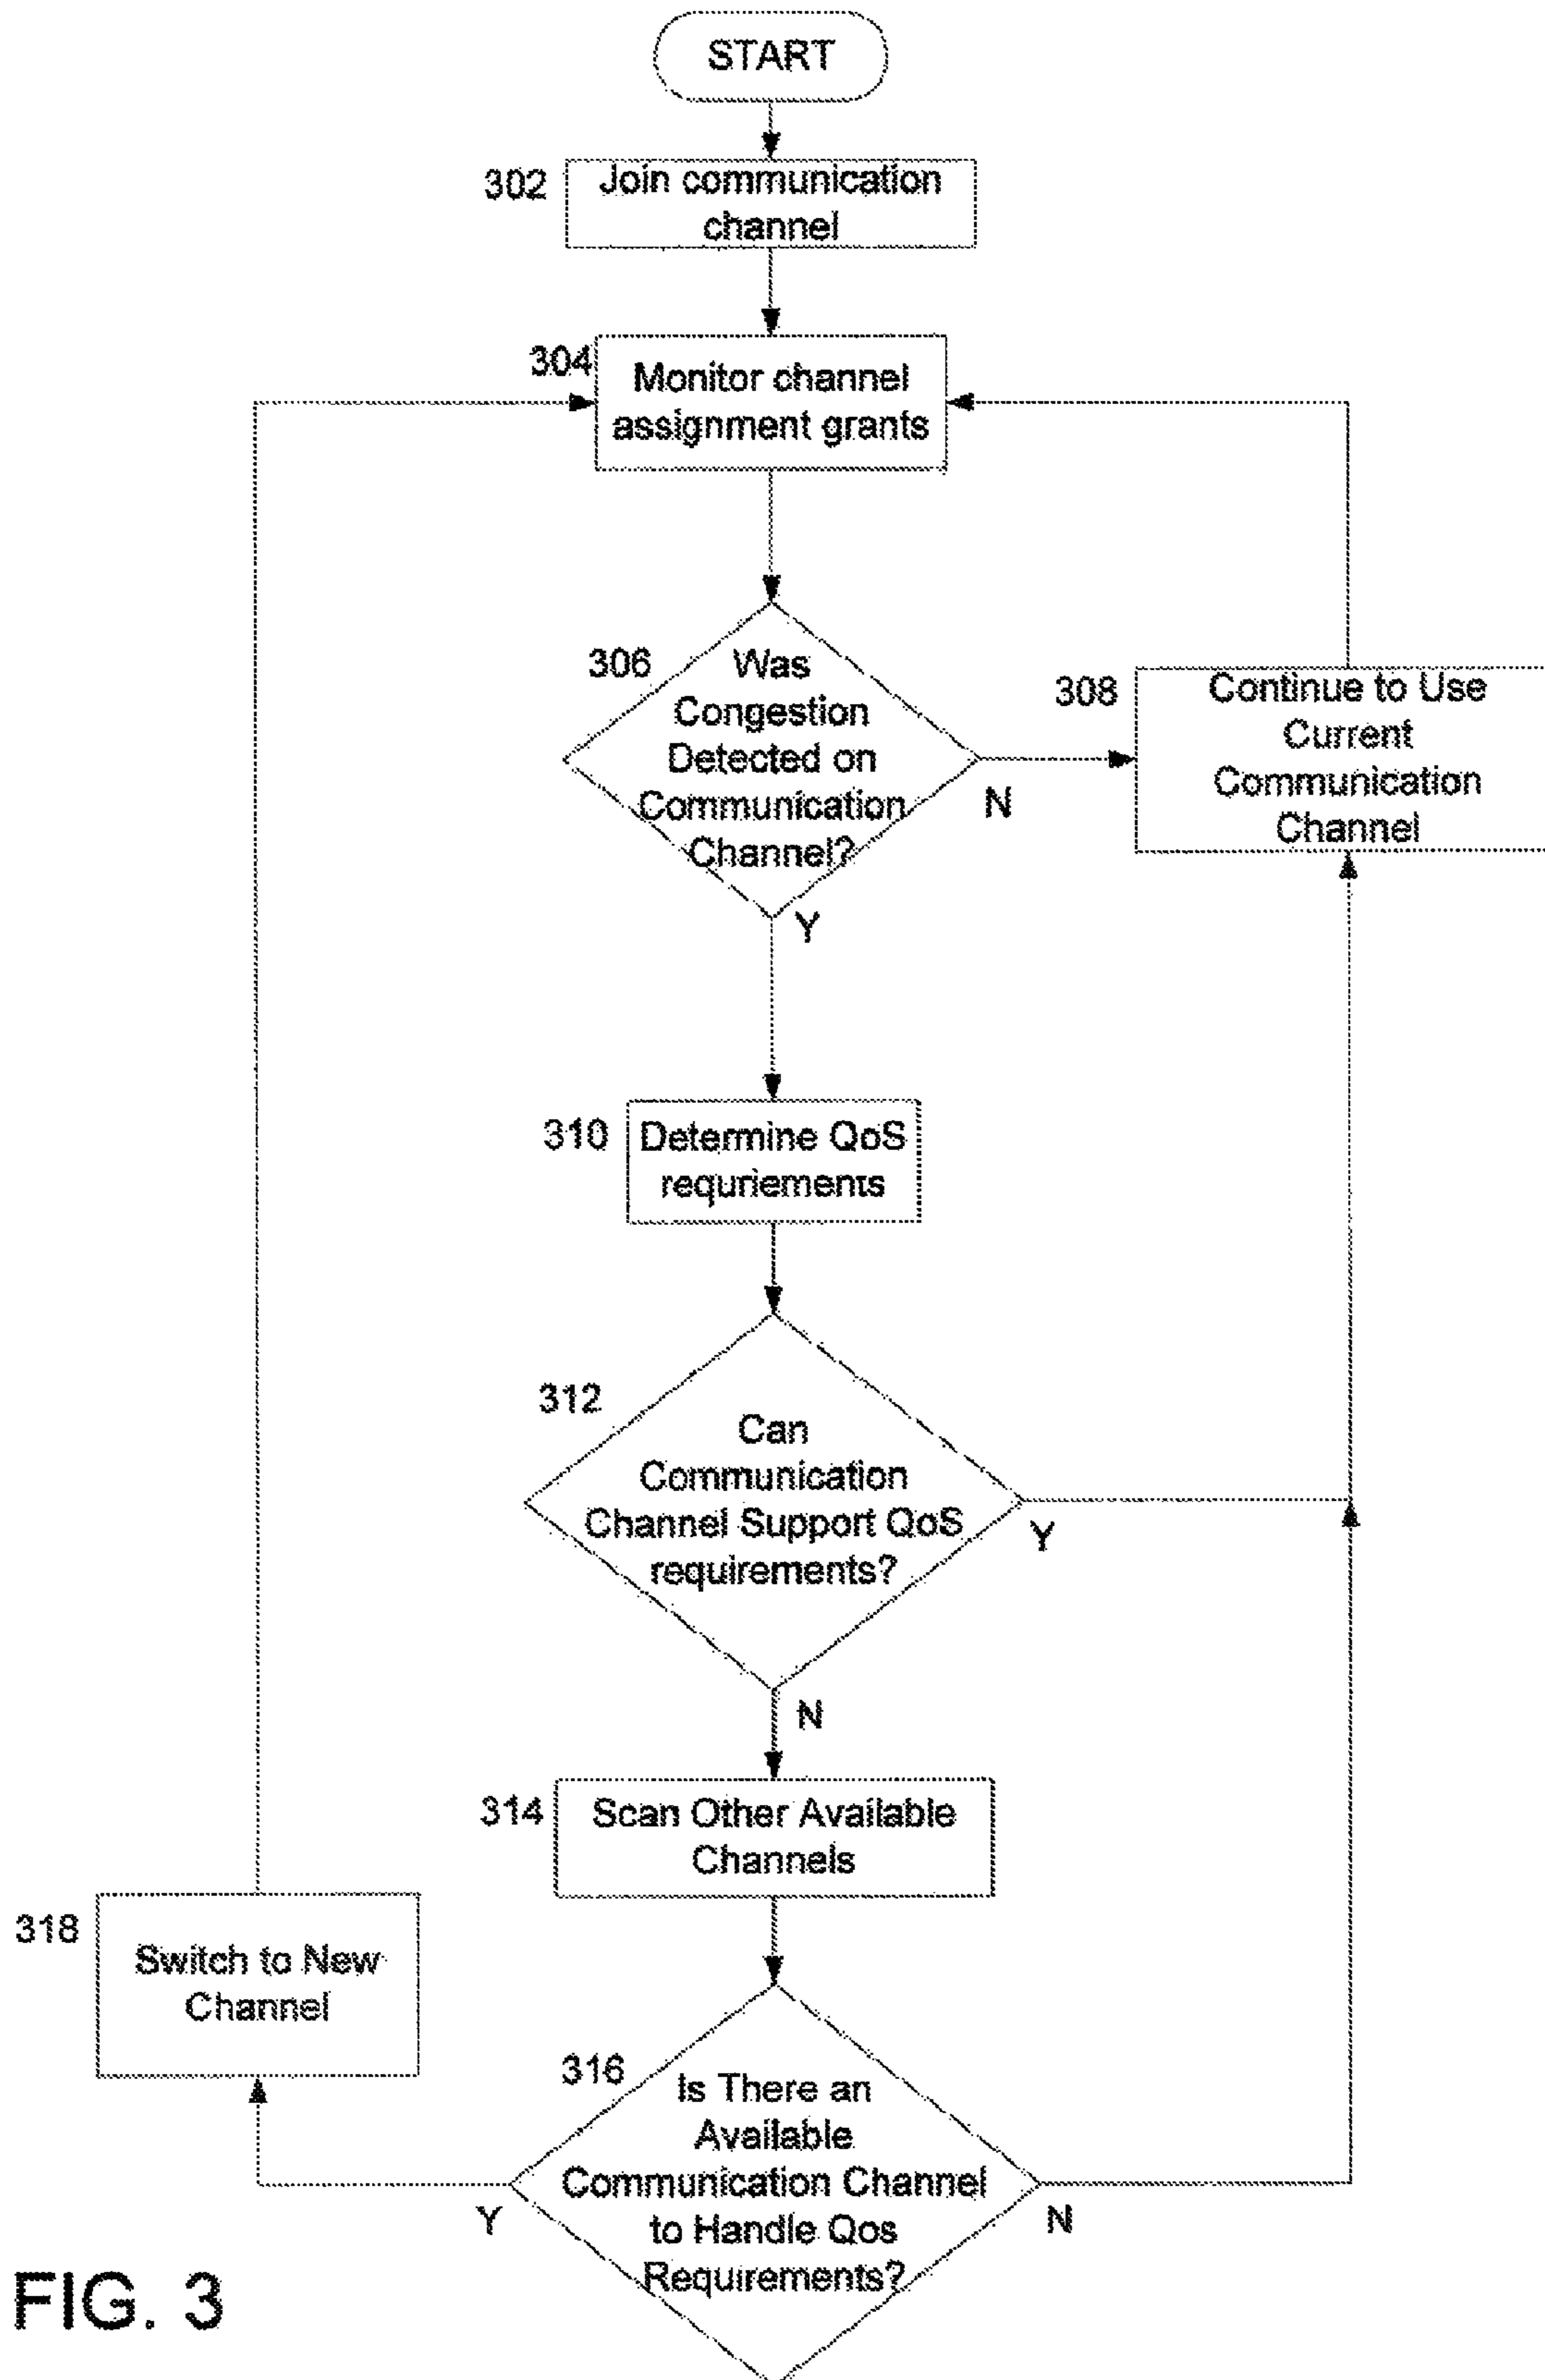 START
302
Join communication
channel
304
Monitor channel
assignment grants
306
Was
Congestion
Detected on
Communication
Channel?
N
Y
308
Continue to Use
Current
Communication
Channel
310
Determine QoS
requriements
312
Can
Communication
Channel Support QoS
requirements?
Y
N
314
Scan Other Available
Channels
318
Switch to New
Channel
316
Is There an
Available
Communication Channel
to Handle Qos
Requirements?
Y
N
FIG. 3